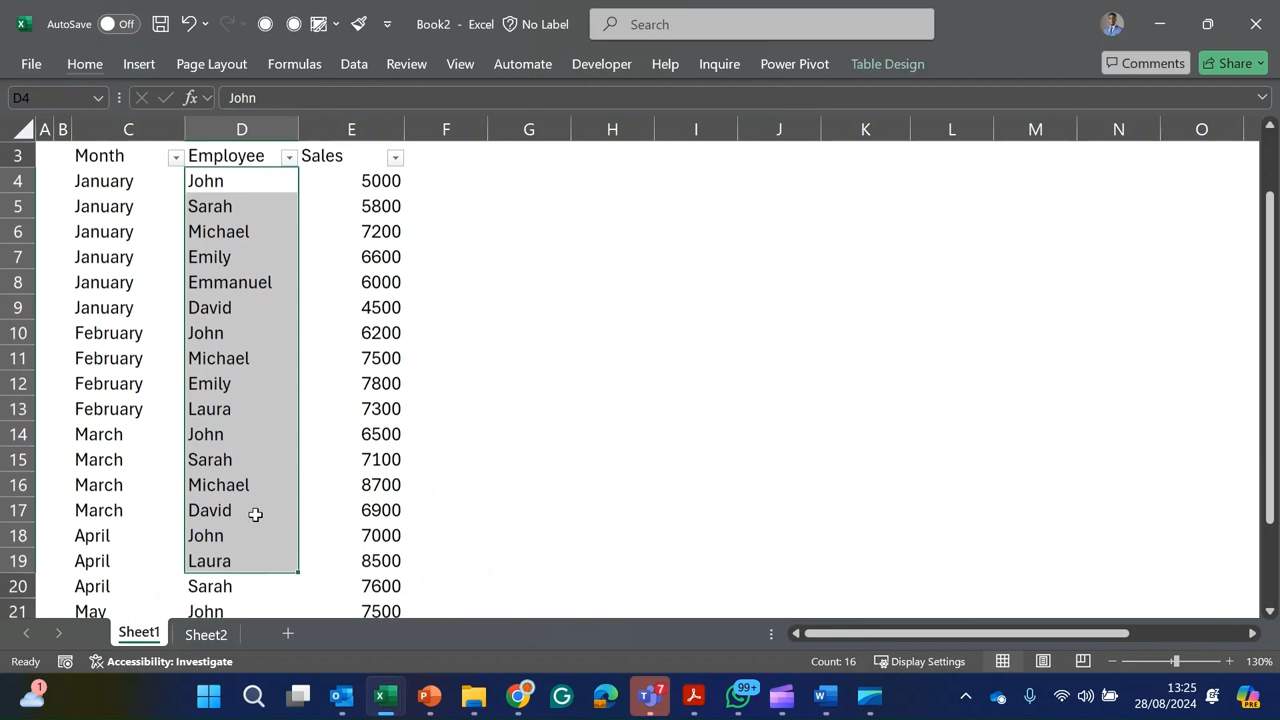 AutoSave Off Book2 - Excel No Label Search
File Home Insert Page Layout Formulas Data Review View Automate Developer Help Inquire Power Pivot Table Design Comments Share
D4 fx John
A B C D E F G H I J K L M N O
3 Month Employee Sales
4 January John 5000
5 January Sarah 5800
6 January Michael 7200
7 January Emily 6600
8 January Emmanuel 6000
9 January David 4500
10 February John 6200
11 February Michael 7500
12 February Emily 7800
13 February Laura 7300
14 March John 6500
15 March Sarah 7100
16 March Michael 8700
17 March David 6900
18 April John 7000
19 April Laura 8500
20 April Sarah 7600
21 May John 7500
Sheet1 Sheet2
Ready Accessibility: Investigate Count: 16 Display Settings 130%
1 7 99+ 13:25 PRE
28/08/2024